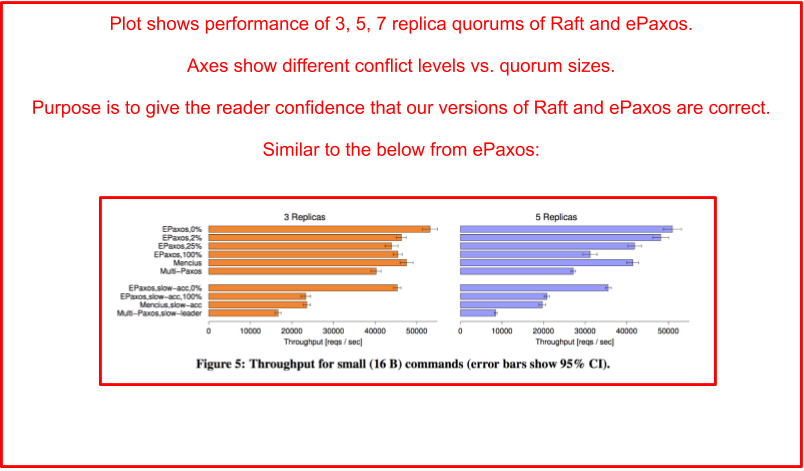 Plot shows performance of 3, 5, 7 replica quorums of Raft and ePaxos.
Axes show different conflict levels vs. quorum sizes.
Purpose is to give the reader confidence that our versions of Raft and ePaxos are correct.
Similar to the below from ePaxos:
3 Replicas
5 Replicas
EPaxos,0%
EPaxos,2%
EPaxos,25%
EPaxos,100%
Mencius
Multi-Paxos
EPaxos,slow-acc,0%
EPaxos,slow-acc,100%
Mencius,slow-acc
Multi-Paxos,slow-leader
0 10000 20000 30000 40000 50000
0 10000 20000 30000 40000 50000
Throughput [reqs / sec]
Throughput [reqs / sec]
Figure 5: Throughput for small (16 B) commands (error bars show 95% CI).